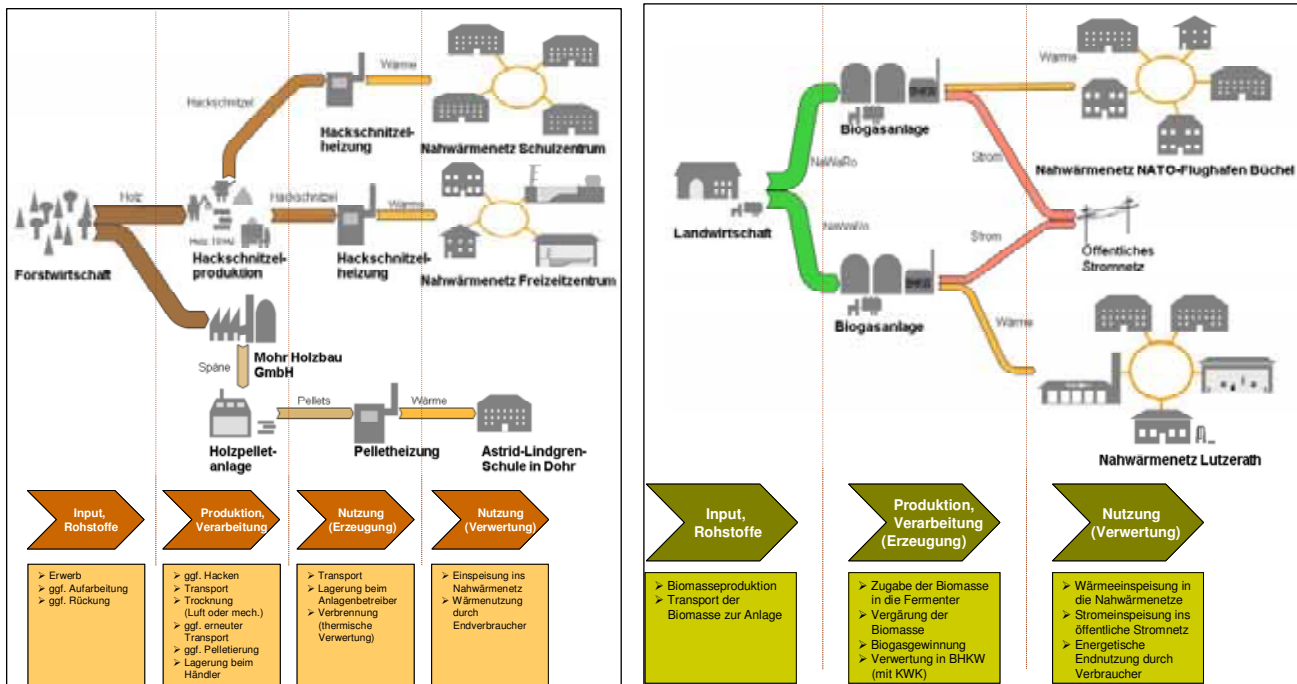 Wärme
Hackschnitzel
Hackschnitzel-
heizung
Nahwärmenetz Schulzentrum
Holz
Hackschnitzel
Wärme
Forstwirtschaft
Hackschnitzel-
produktion
Hackschnitzel-
heizung
Nahwärmenetz Freizeitzentrum
Mohr Holzbau
GmbH
Späne
Pellets
Wärme
Holzpellet-
anlage
Pelletheizung
Astrid-Lindgren-
Schule in Dohr
Input,
Rohstoffe
Produktion,
Verarbeitung
Nutzung
(Erzeugung)
Nutzung
(Verwertung)
➢ Erwerb
➢ ggf. Aufarbeitung
➢ ggf. Rückung
➢ ggf. Hacken
➢ Transport
➢ Trocknung
(Luft oder mech.)
➢ ggf. erneuter
Transport
➢ ggf. Pelletierung
➢ Lagerung beim
Händler
➢ Transport
➢ Lagerung beim
Anlagenbetreiber
➢ Verbrennung
(thermische
Verwertung)
➢ Einspeisung ins
Nahwärmenetz
➢ Wärmenutzung
durch
Endverbraucher
Wärme
BHKW
Biogasanlage
NaWaRo
Strom
Nahwärmenetz NATO-Flughafen Büchel
Landwirtschaft
NaWaRo
Strom
Öffentliches
Stromnetz
BHKW
Biogasanlage
Wärme
Nahwärmenetz Lutzerath
Input,
Rohstoffe
Produktion,
Verarbeitung
(Erzeugung)
Nutzung
(Verwertung)
➢ Biomasseproduktion
➢ Transport der
Biomasse zur Anlage
➢ Zugabe der Biomasse
in die Fermenter
➢ Vergärung der
Biomasse
➢ Biogasgewinnung
➢ Verwertung in BHKW
(mit KWK)
➢ Wärmeeinspeisung in
die Nahwärmenetze
➢ Stromeinspeisung ins
öffentliche Stromnetz
➢ Energetische
Endnutzung durch
Verbraucher